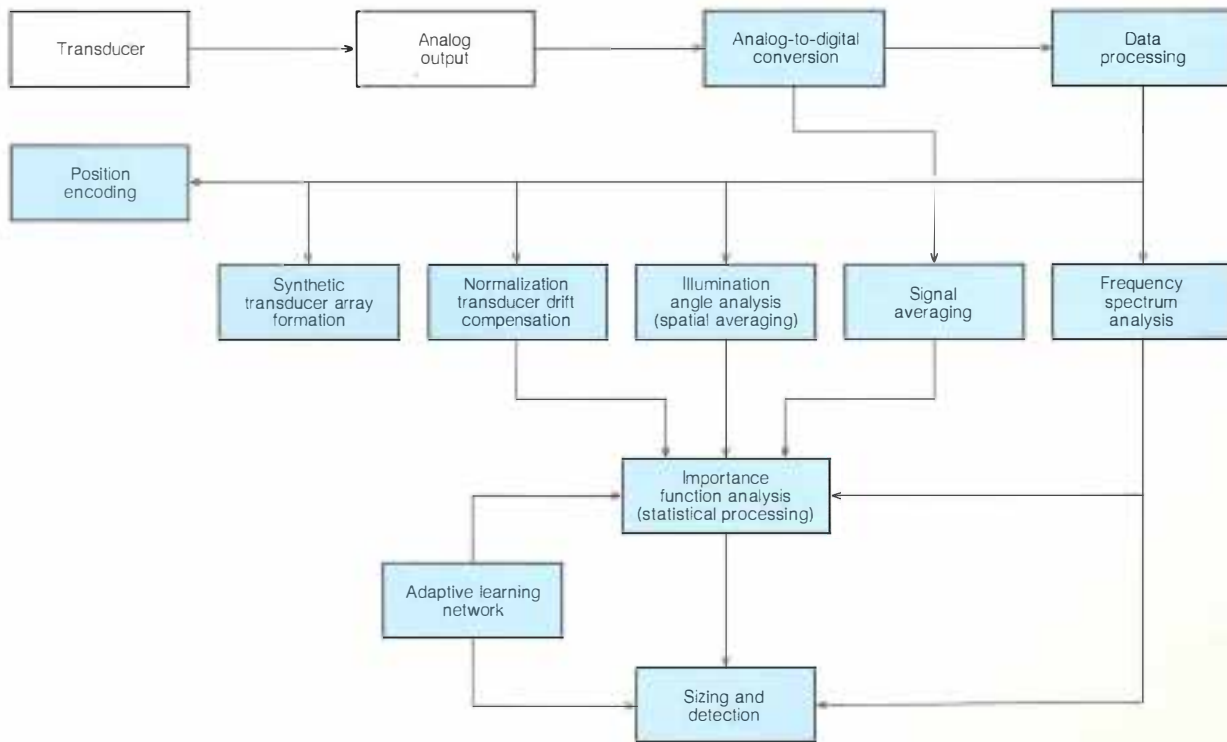 Transducer
Analog
output
Analog-to-digital
conversion
Data
processing
Position
encoding
Synthetic
transducer array
formation
Normalization
transducer drift
compensation
Illumination
angle analysis
(spatial averaging)
Signal
averaging
Frequency
spectrum
analysis
Importance
function analysis
(statistical processing)
Adaptive learning
network
Sizing and
detection